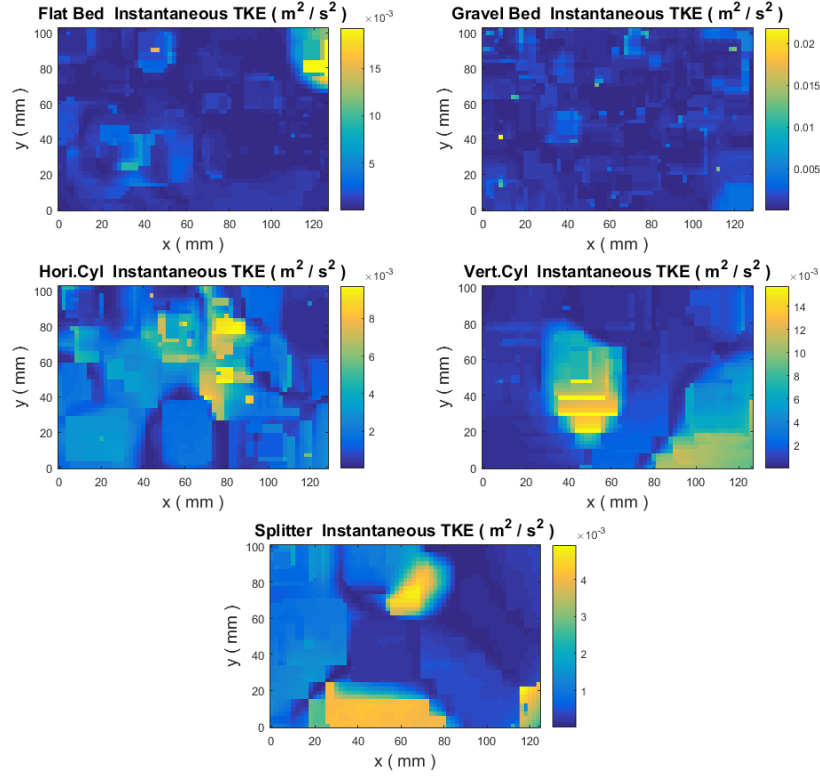 Flat Bed Instantaneous TKE ( m² / s² )
×10⁻³
100
80
60
40
20
0
0 20 40 60 80 100 120
15
10
5
y ( mm )
x ( mm )
Gravel Bed Instantaneous TKE ( m² / s² )
100
80
60
40
20
0
0 20 40 60 80 100 120
0.02
0.015
0.01
0.005
y ( mm )
x ( mm )
Hori.Cyl Instantaneous TKE ( m² / s² )
×10⁻³
100
80
60
40
20
0
0 20 40 60 80 100 120
8
6
4
2
y ( mm )
x ( mm )
Vert.Cyl Instantaneous TKE ( m² / s² )
×10⁻³
100
80
60
40
20
0
0 20 40 60 80 100 120
14
12
10
8
6
4
2
y ( mm )
x ( mm )
Splitter Instantaneous TKE ( m² / s² )
×10⁻³
100
80
60
40
20
0
0 20 40 60 80 100 120
4
3
2
1
y ( mm )
x ( mm )